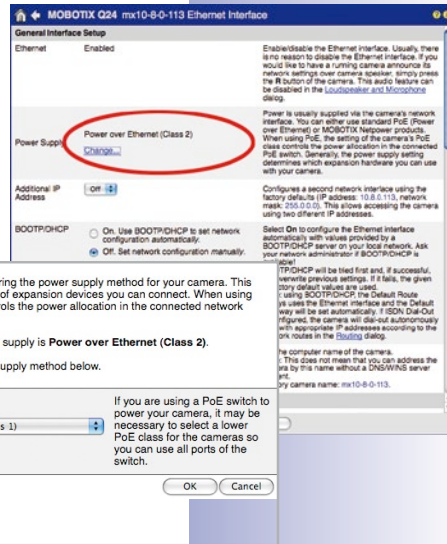 MOBOTIX Q24 mx10-8-0-113 Ethernet Interface
General Interface Setup
Ethernet
Enabled
Enable/disable the Ethernet interface. Usually, there
is no reason to disable the Ethernet interface. If you
would like to have a running camera announce its
network settings over camera speaker, simply press
the R button of the camera. This audio feature can
be disabled in the Loudspeaker and Microphone
dialog.
Power Supply
Power over Ethernet (Class 2)
Change...
Power is usually supplied via the camera's network
interface. You can either use standard PoE (Power
over Ethernet) or MOBOTIX Netpower products.
When using PoE, the setting of the camera's PoE
class controls the power allocation in the connected
PoE switch. Generally, the power supply setting
determines which expansion hardware you can use
with your camera.
Additional IP
Address
Off
Configures a second network interface using the
factory defaults (IP address: 10.8.0.113, network
mask: 255.0.0.0). This allows accessing the camera
using two different IP addresses.
BOOTP/DHCP
On. Use BOOTP/DHCP to set network
configuration automatically.
Off. Set network configuration manually.
Select On to configure the Ethernet interface
automatically with values provided by a
BOOTP/DHCP server on your local network. Ask
your network administrator if BOOTP/DHCP is
available!
TP/DHCP will be tried first and, if successful,
overwrite previous settings. If it fails, the given
tory default values are used.
using BOOTP/DHCP, the Default Route
ys uses the Ethernet interface and the Default
way will be set automatically. If ISDN Dial-Out
nfigured, the camera will dial-out autonomously
with appropriate IP addresses according to the
ork routes in the Routing dialog.
he computer name of the camera.
: This does not mean that you can address the
era by this name without a DNS/WINS server
ent.
ory camera name: mx10-8-0-113.
ring the power supply method for your camera. This
of expansion devices you can connect. When using
rols the power allocation in the connected network
supply is Power over Ethernet (Class 2).
upply method below.
s 1)
If you are using a PoE switch to
power your camera, it may be
necessary to select a lower
PoE class for the cameras so
you can use all ports of the
switch.
OK
Cancel